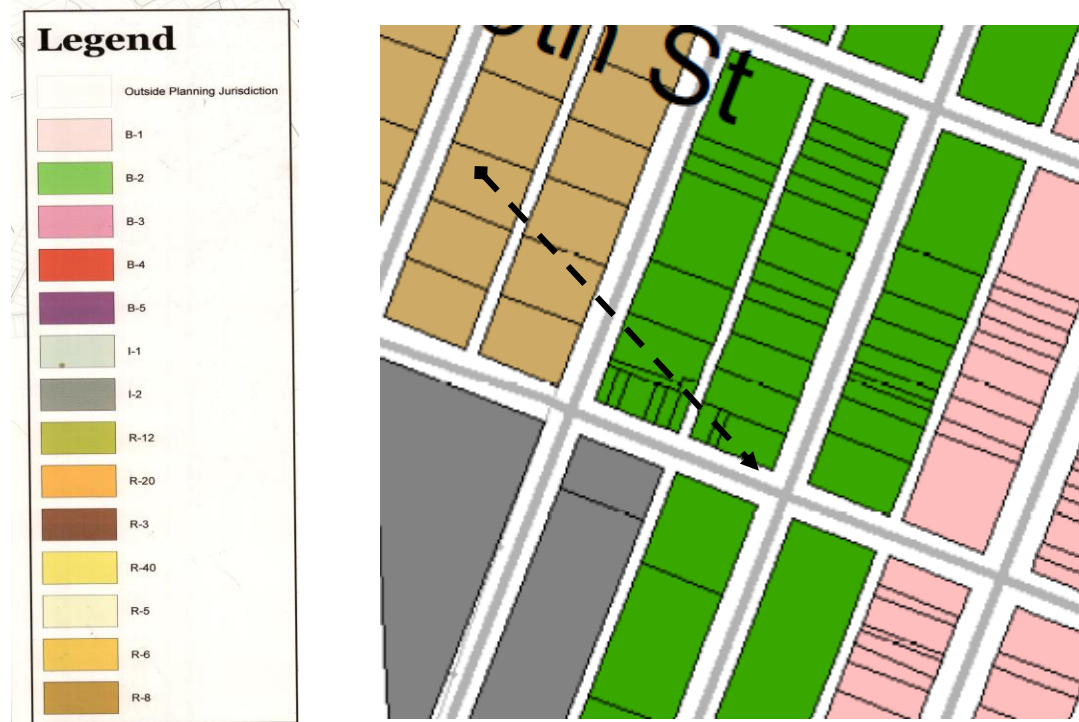 Legend
Outside Planning Jurisdiction
B-1
B-2
B-3
B-4
B-5
I-1
I-2
R-12
R-20
R-3
R-40
R-5
R-6
R-8
St